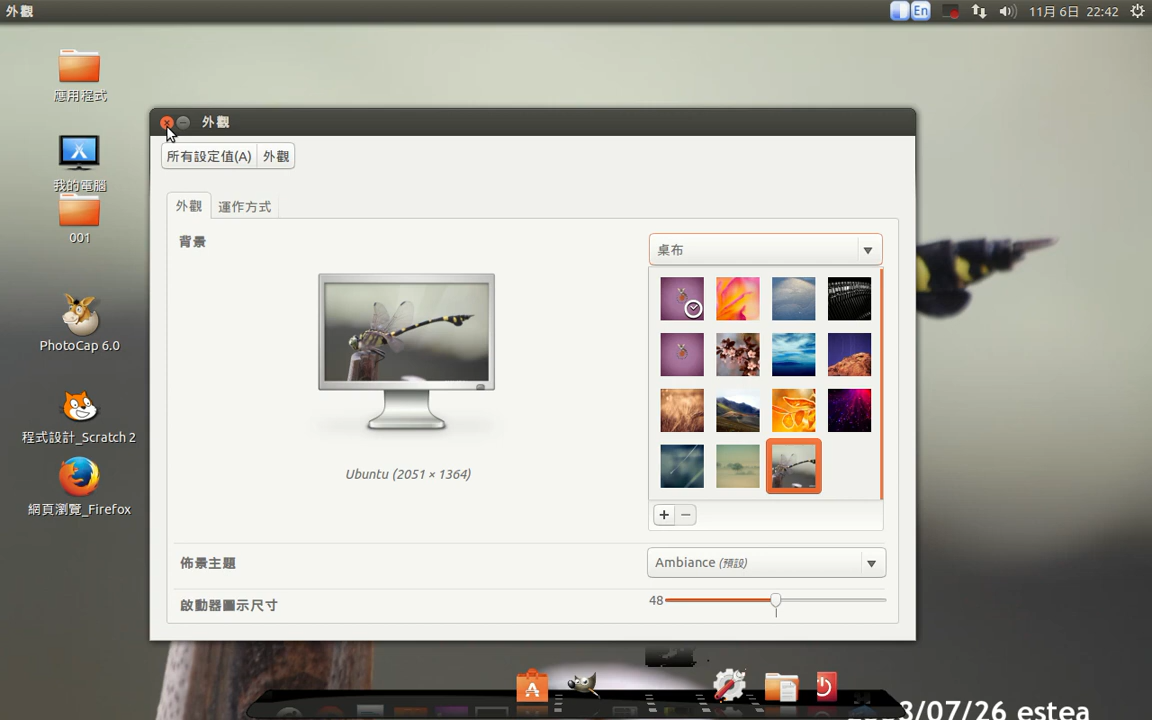 外觀
En
11月 6日 22:42
應用程式
我的電腦
001
PhotoCap 6.0
程式設計_Scratch 2
網頁瀏覽_Firefox
外觀
所有設定值(A) 外觀
外觀 運作方式
背景
桌布
Ubuntu (2051 × 1364)
佈景主題
Ambiance (預設)
啟動器圖示尺寸
48
3/07/26 estea